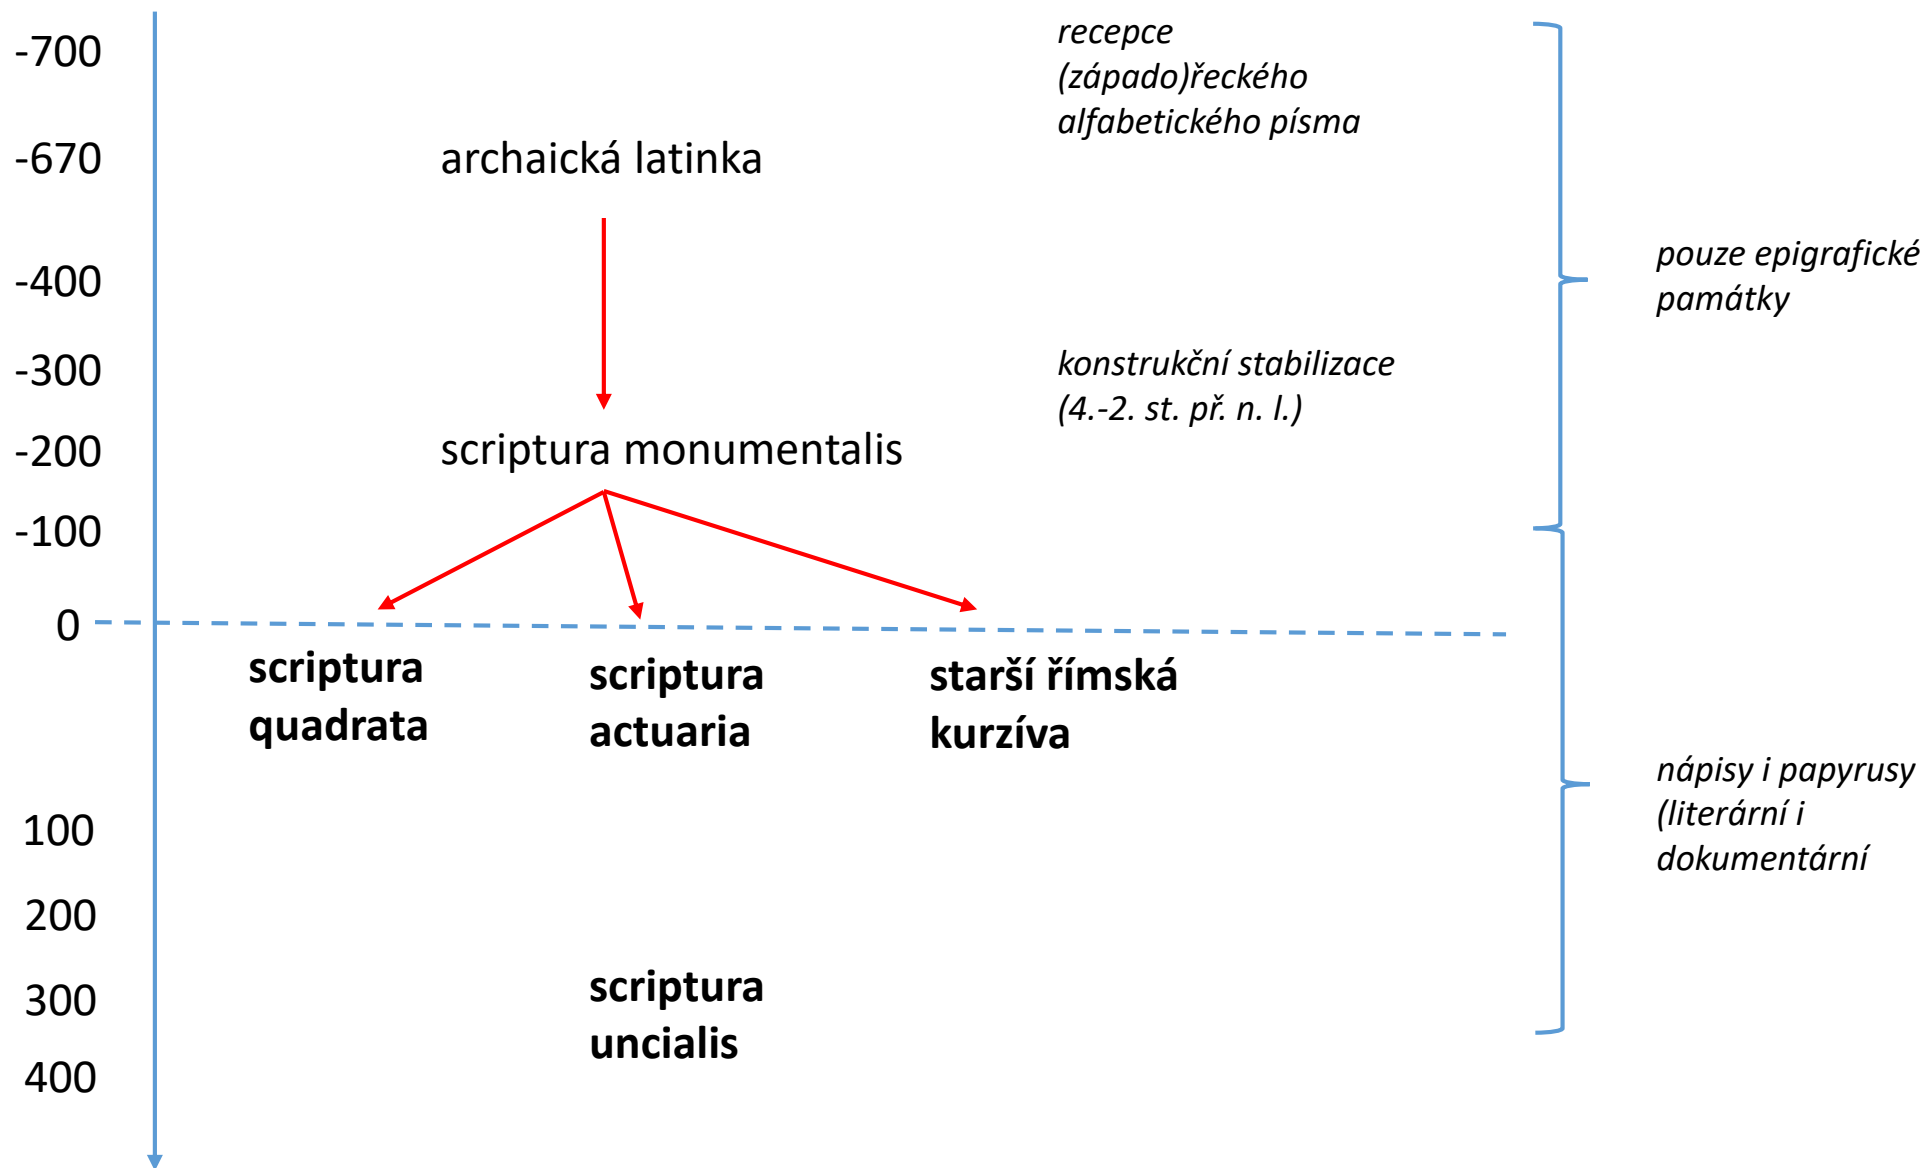 -700
recepce
(západo)řeckého
alfabetického písma
-670
archaická latinka
pouze epigrafické
památky
-400
-300
konstrukční stabilizace
(4.-2. st. př. n. l.)
-200
scriptura monumentalis
-100
0
scriptura
quadrata
scriptura
actuaria
starší římská
kurzíva
nápisy i papyrusy
(literární i
dokumentární
100
200
300
scriptura
uncialis
400